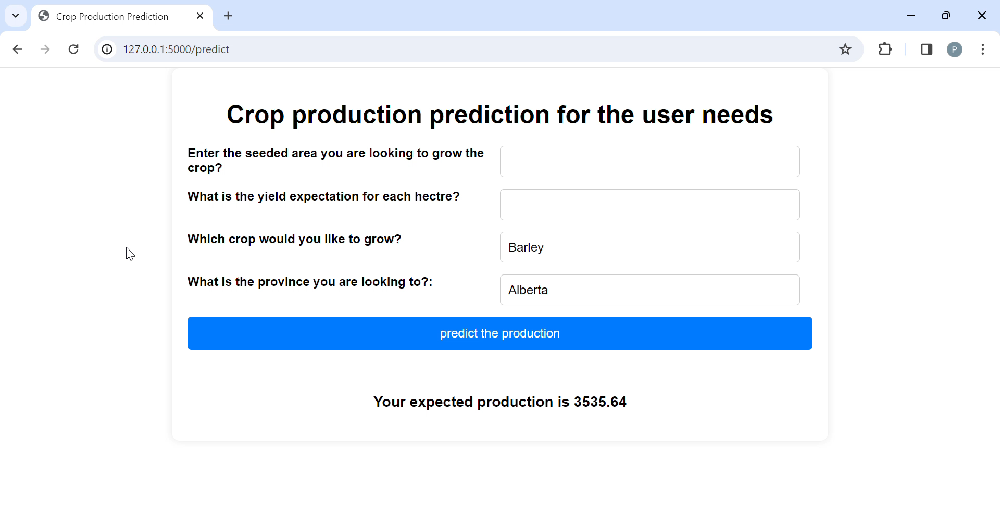 Crop Production Prediction
127.0.0.1:5000/predict
P
Crop production prediction for the user needs
Enter the seeded area you are looking to grow the
crop?
What is the yield expectation for each hectre?
Which crop would you like to grow?
Barley
What is the province you are looking to?:
Alberta
predict the production
Your expected production is 3535.64